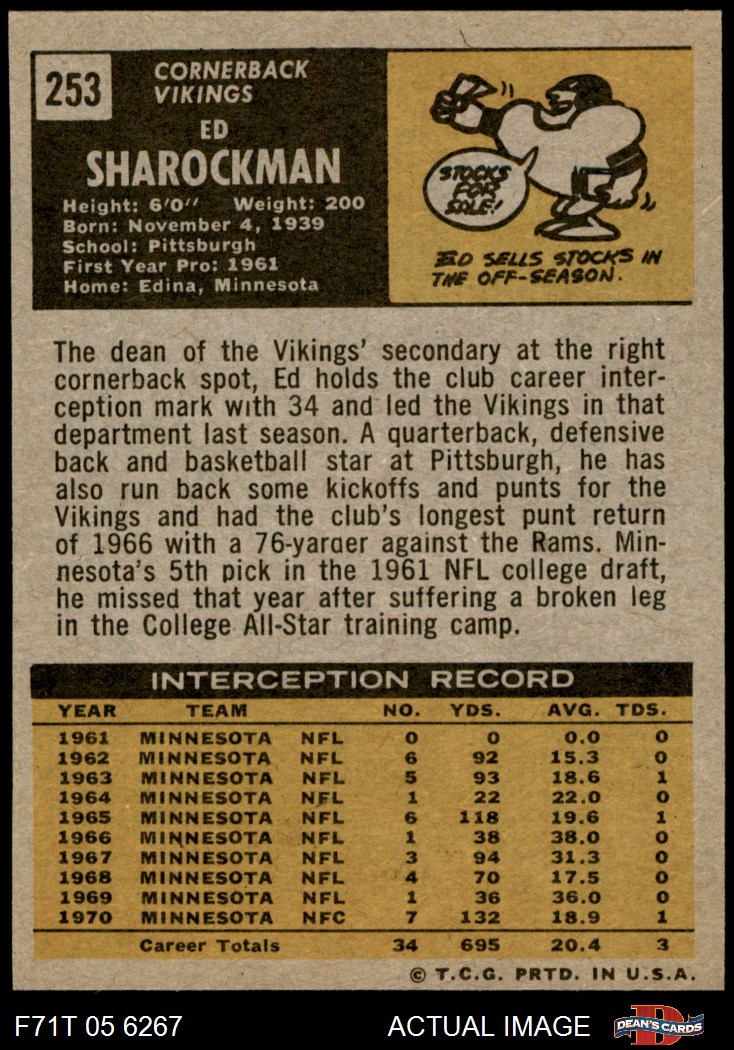 253
CORNERBACK
VIKINGS
ED
SHAROCKMAN
Height: 6'0" Weight: 200
Born: November 4, 1939
School: Pittsburgh
First Year Pro: 1961
Home: Edina, Minnesota
STOCKS
FOR
SALE!
ED SELLS STOCKS IN
THE OFF-SEASON.
The dean of the Vikings' secondary at the right
cornerback spot, Ed holds the club career inter-
ception mark with 34 and led the Vikings in that
department last season. A quarterback, defensive
back and basketball star at Pittsburgh, he has
also run back some kickoffs and punts for the
Vikings and had the club's longest punt return
of 1966 with a 76-yarder against the Rams. Min-
nesota's 5th pick in the 1961 NFL college draft,
he missed that year after suffering a broken leg
in the College All-Star training camp.
INTERCEPTION RECORD
YEAR TEAM NO. YDS. AVG. TDS.
1961 MINNESOTA NFL 0 0 0.0 0
1962 MINNESOTA NFL 6 92 15.3 0
1963 MINNESOTA NFL 5 93 18.6 1
1964 MINNESOTA NFL 1 22 22.0 0
1965 MINNESOTA NFL 6 118 19.6 1
1966 MINNESOTA NFL 1 38 38.0 0
1967 MINNESOTA NFL 3 94 31.3 0
1968 MINNESOTA NFL 4 70 17.5 0
1969 MINNESOTA NFL 1 36 36.0 0
1970 MINNESOTA NFC 7 132 18.9 1
Career Totals 34 695 20.4 3
© T.C.G. PRTD. IN U.S.A.
F71T 05 6267
ACTUAL IMAGE
D
DEAN'S CARDS